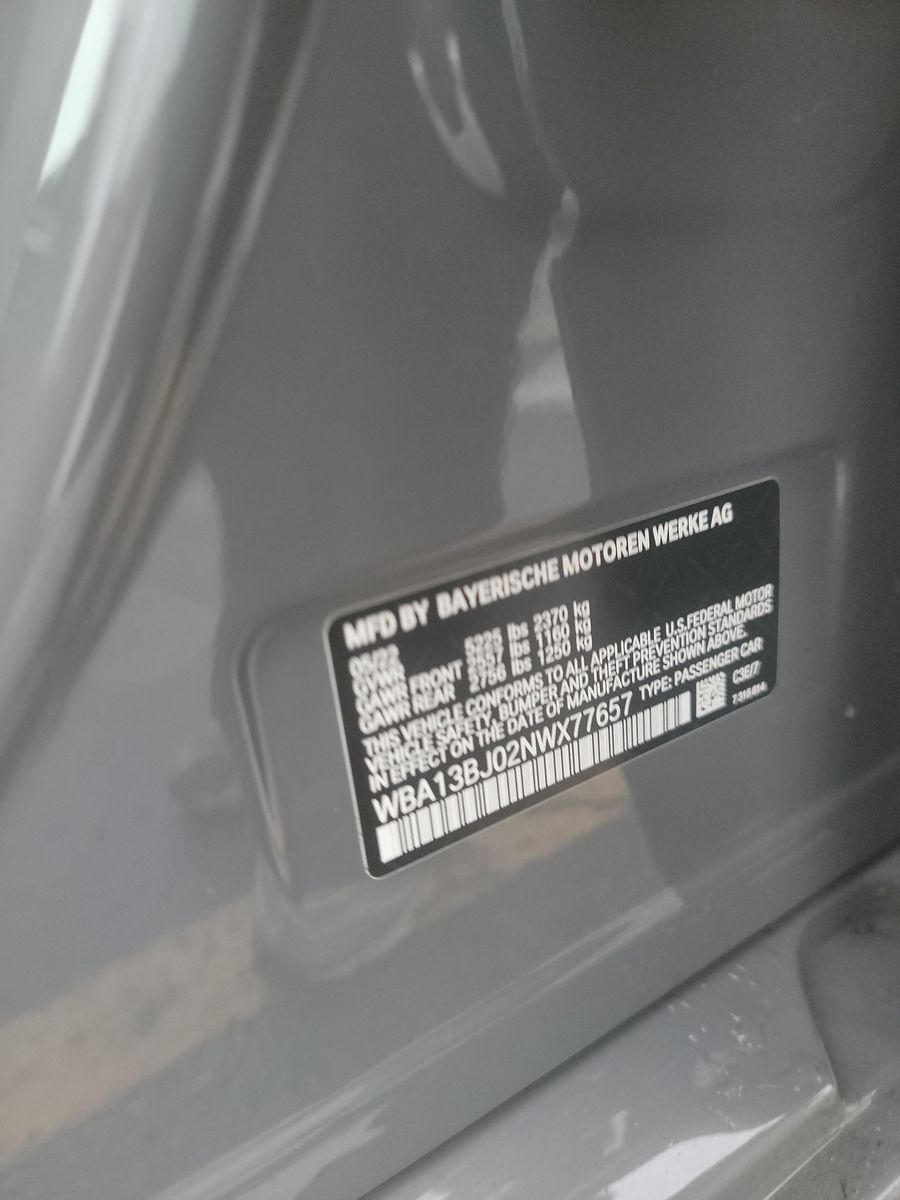 MFD BY BAYERISCHE MOTOREN WERKE AG
05/22
GVWR 5225 lbs 2370 kg
GAWR FRONT 2557 lbs 1160 kg
GAWR REAR 2756 lbs 1250 kg
THIS VEHICLE CONFORMS TO ALL APPLICABLE U.S.FEDERAL MOTOR
VEHICLE SAFETY, BUMPER AND THEFT PREVENTION STANDARDS
IN EFFECT ON THE DATE OF MANUFACTURE SHOWN ABOVE.
WBA13BJ02NWX77657 TYPE: PASSENGER CAR
C3E/7